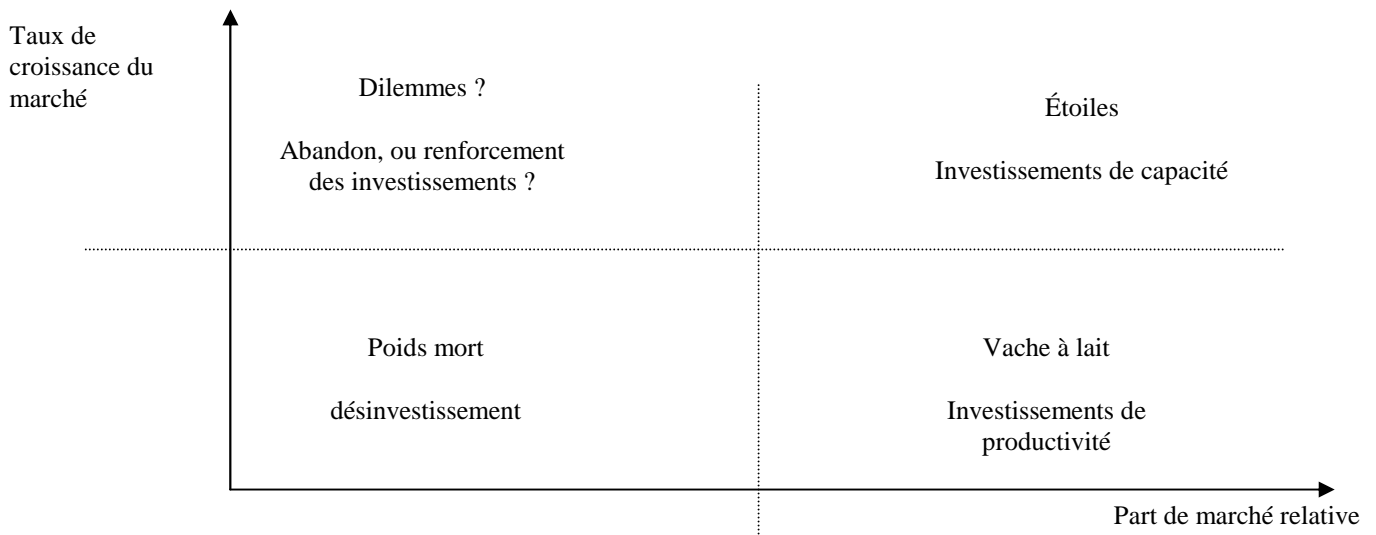 Taux de
croissance du
marché
Dilemmes ?
Abandon, ou renforcement
des investissements ?
Étoiles
Investissements de capacité
Poids mort
désinvestissement
Vache à lait
Investissements de
productivité
Part de marché relative